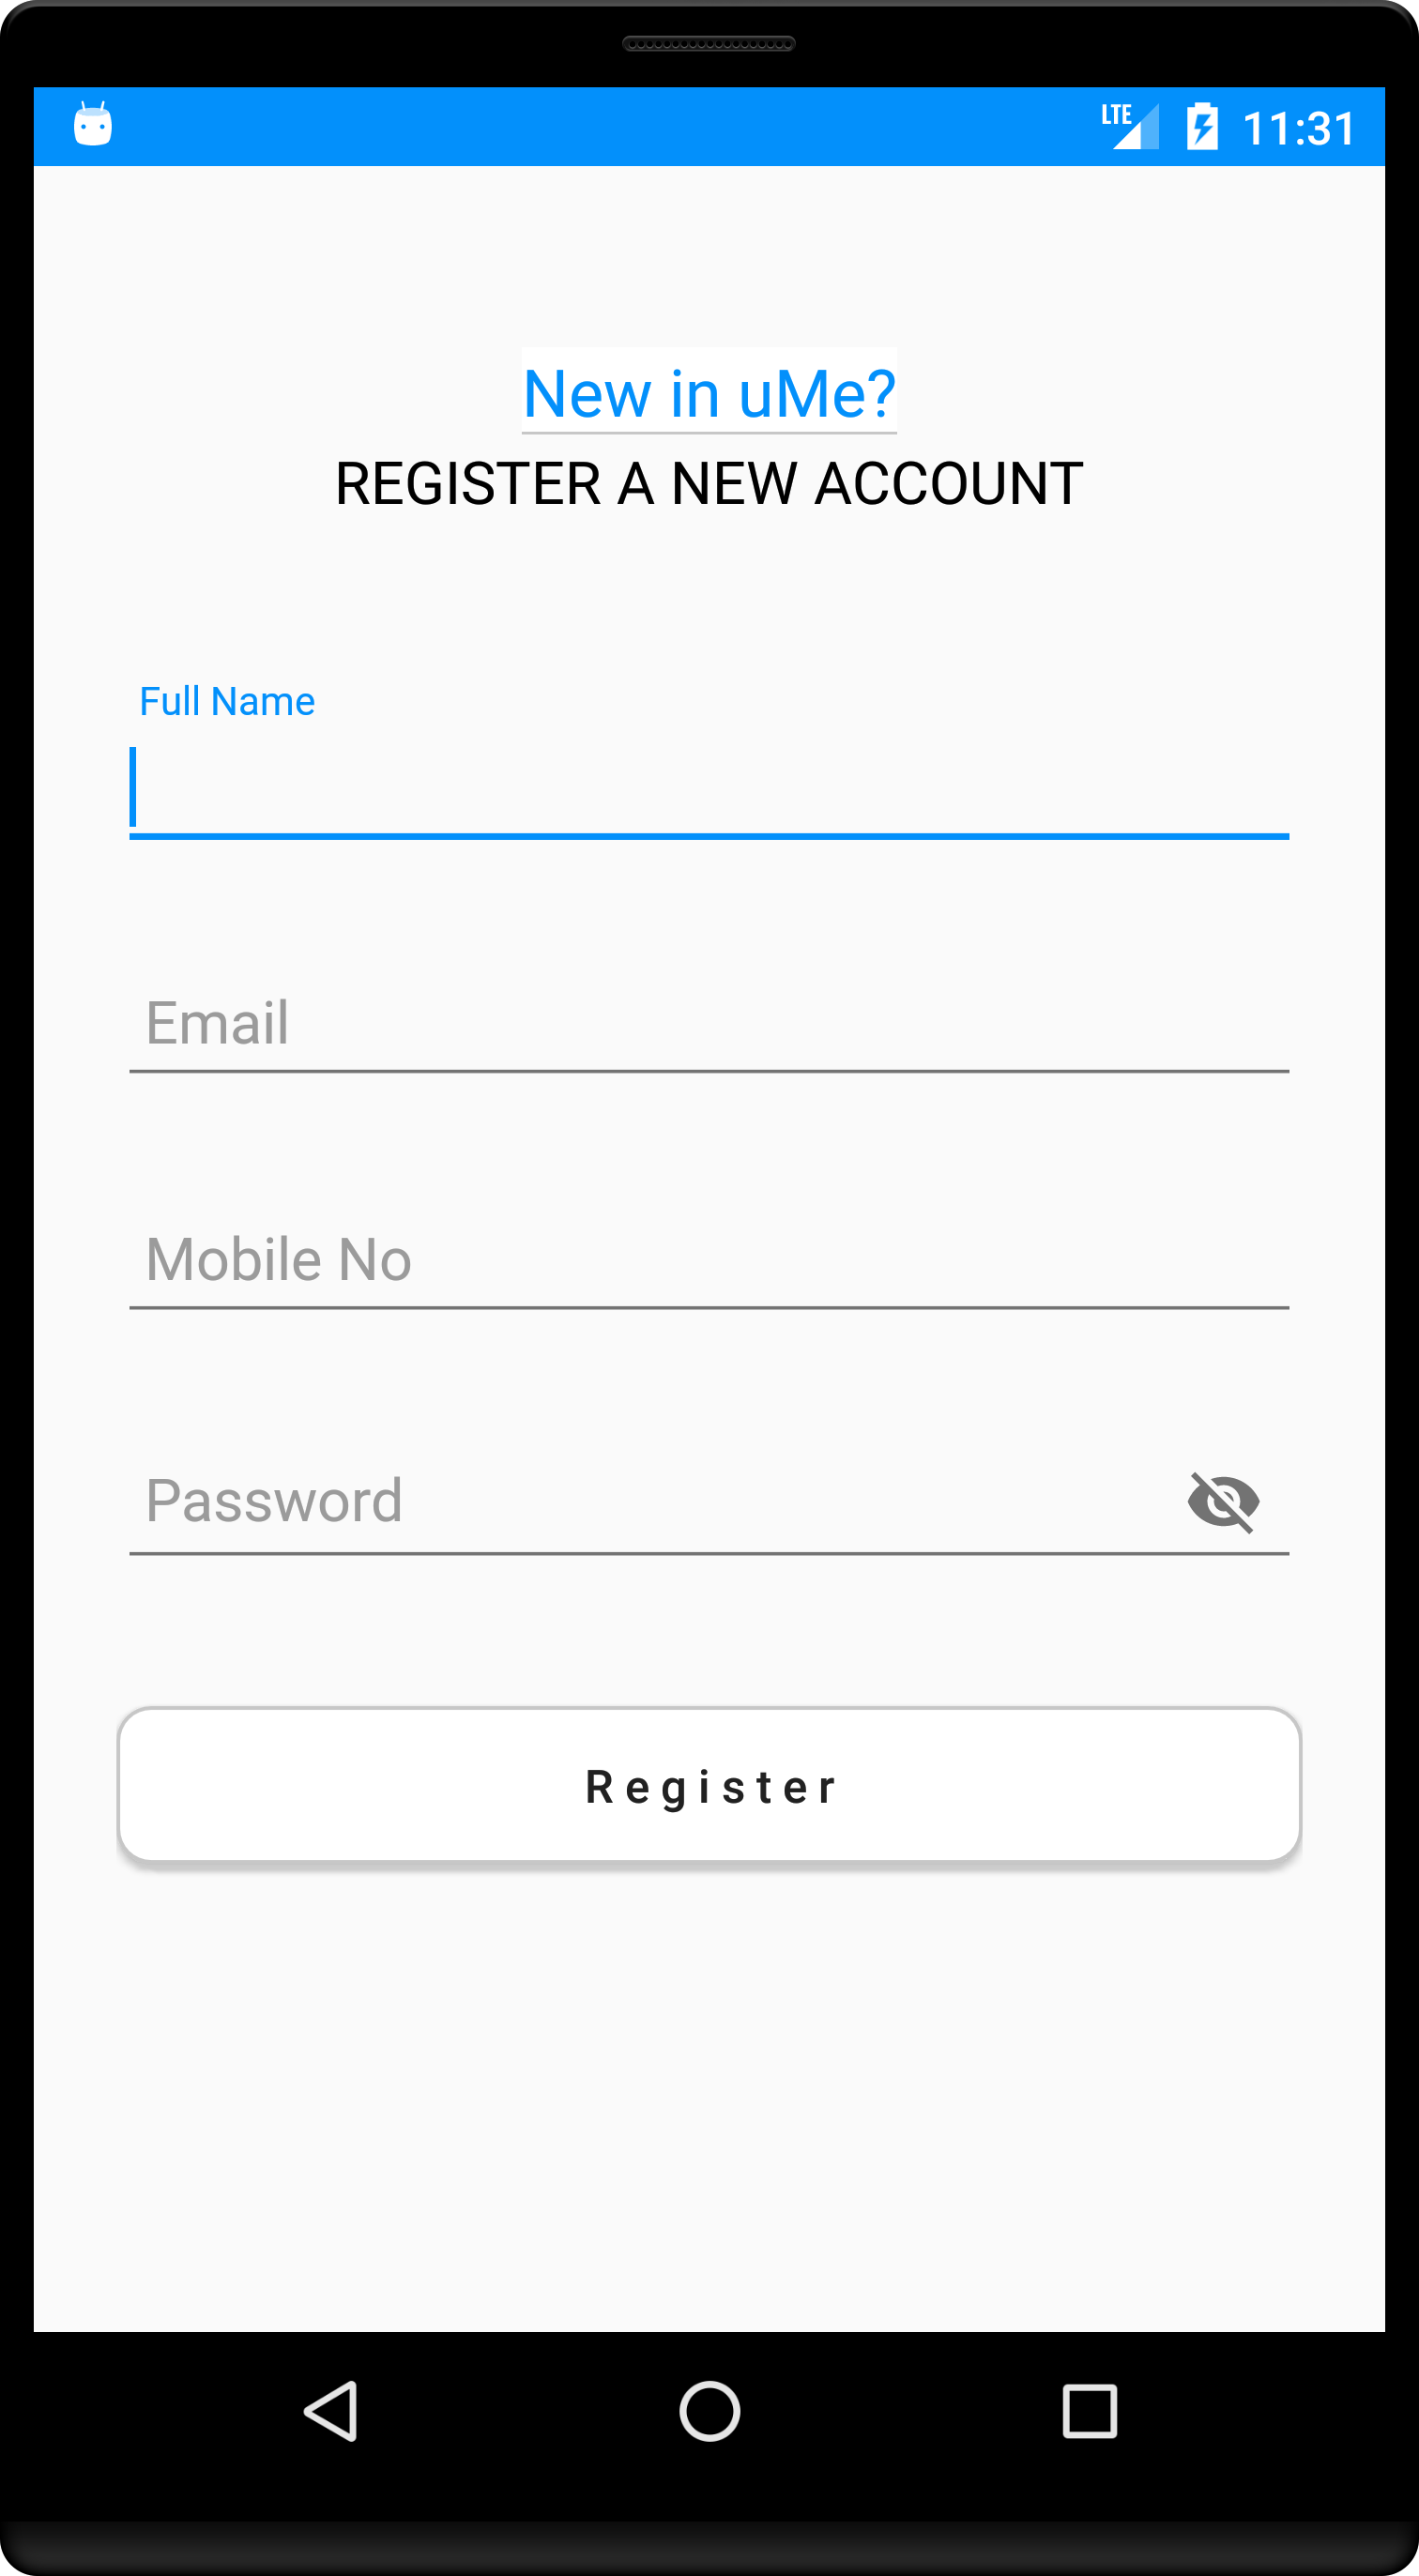 LTE 11:31
New in uMe?
REGISTER A NEW ACCOUNT
Full Name
Email
Mobile No
Password
Register